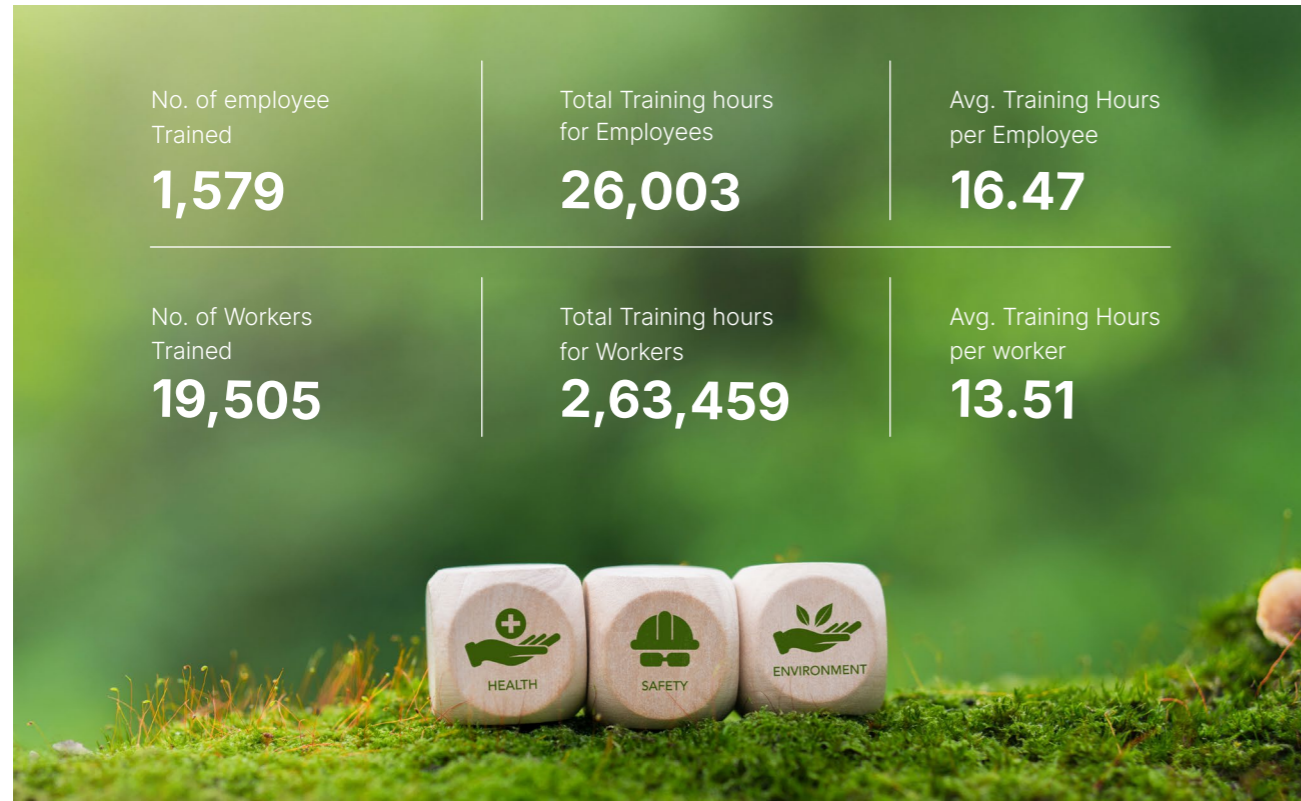 No. of employee
Trained
1,579
Total Training hours
for Employees
26,003
Avg. Training Hours
per Employee
16.47
No. of Workers
Trained
19,505
Total Training hours
for Workers
2,63,459
Avg. Training Hours
per worker
13.51
HEALTH
SAFETY
ENVIRONMENT